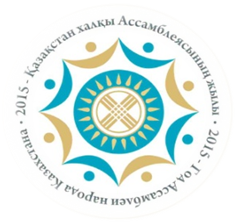 2015 - Қазақстан халқы Ассамблеясының жылы
2015 - Год Ассамблеи народа Казахстана